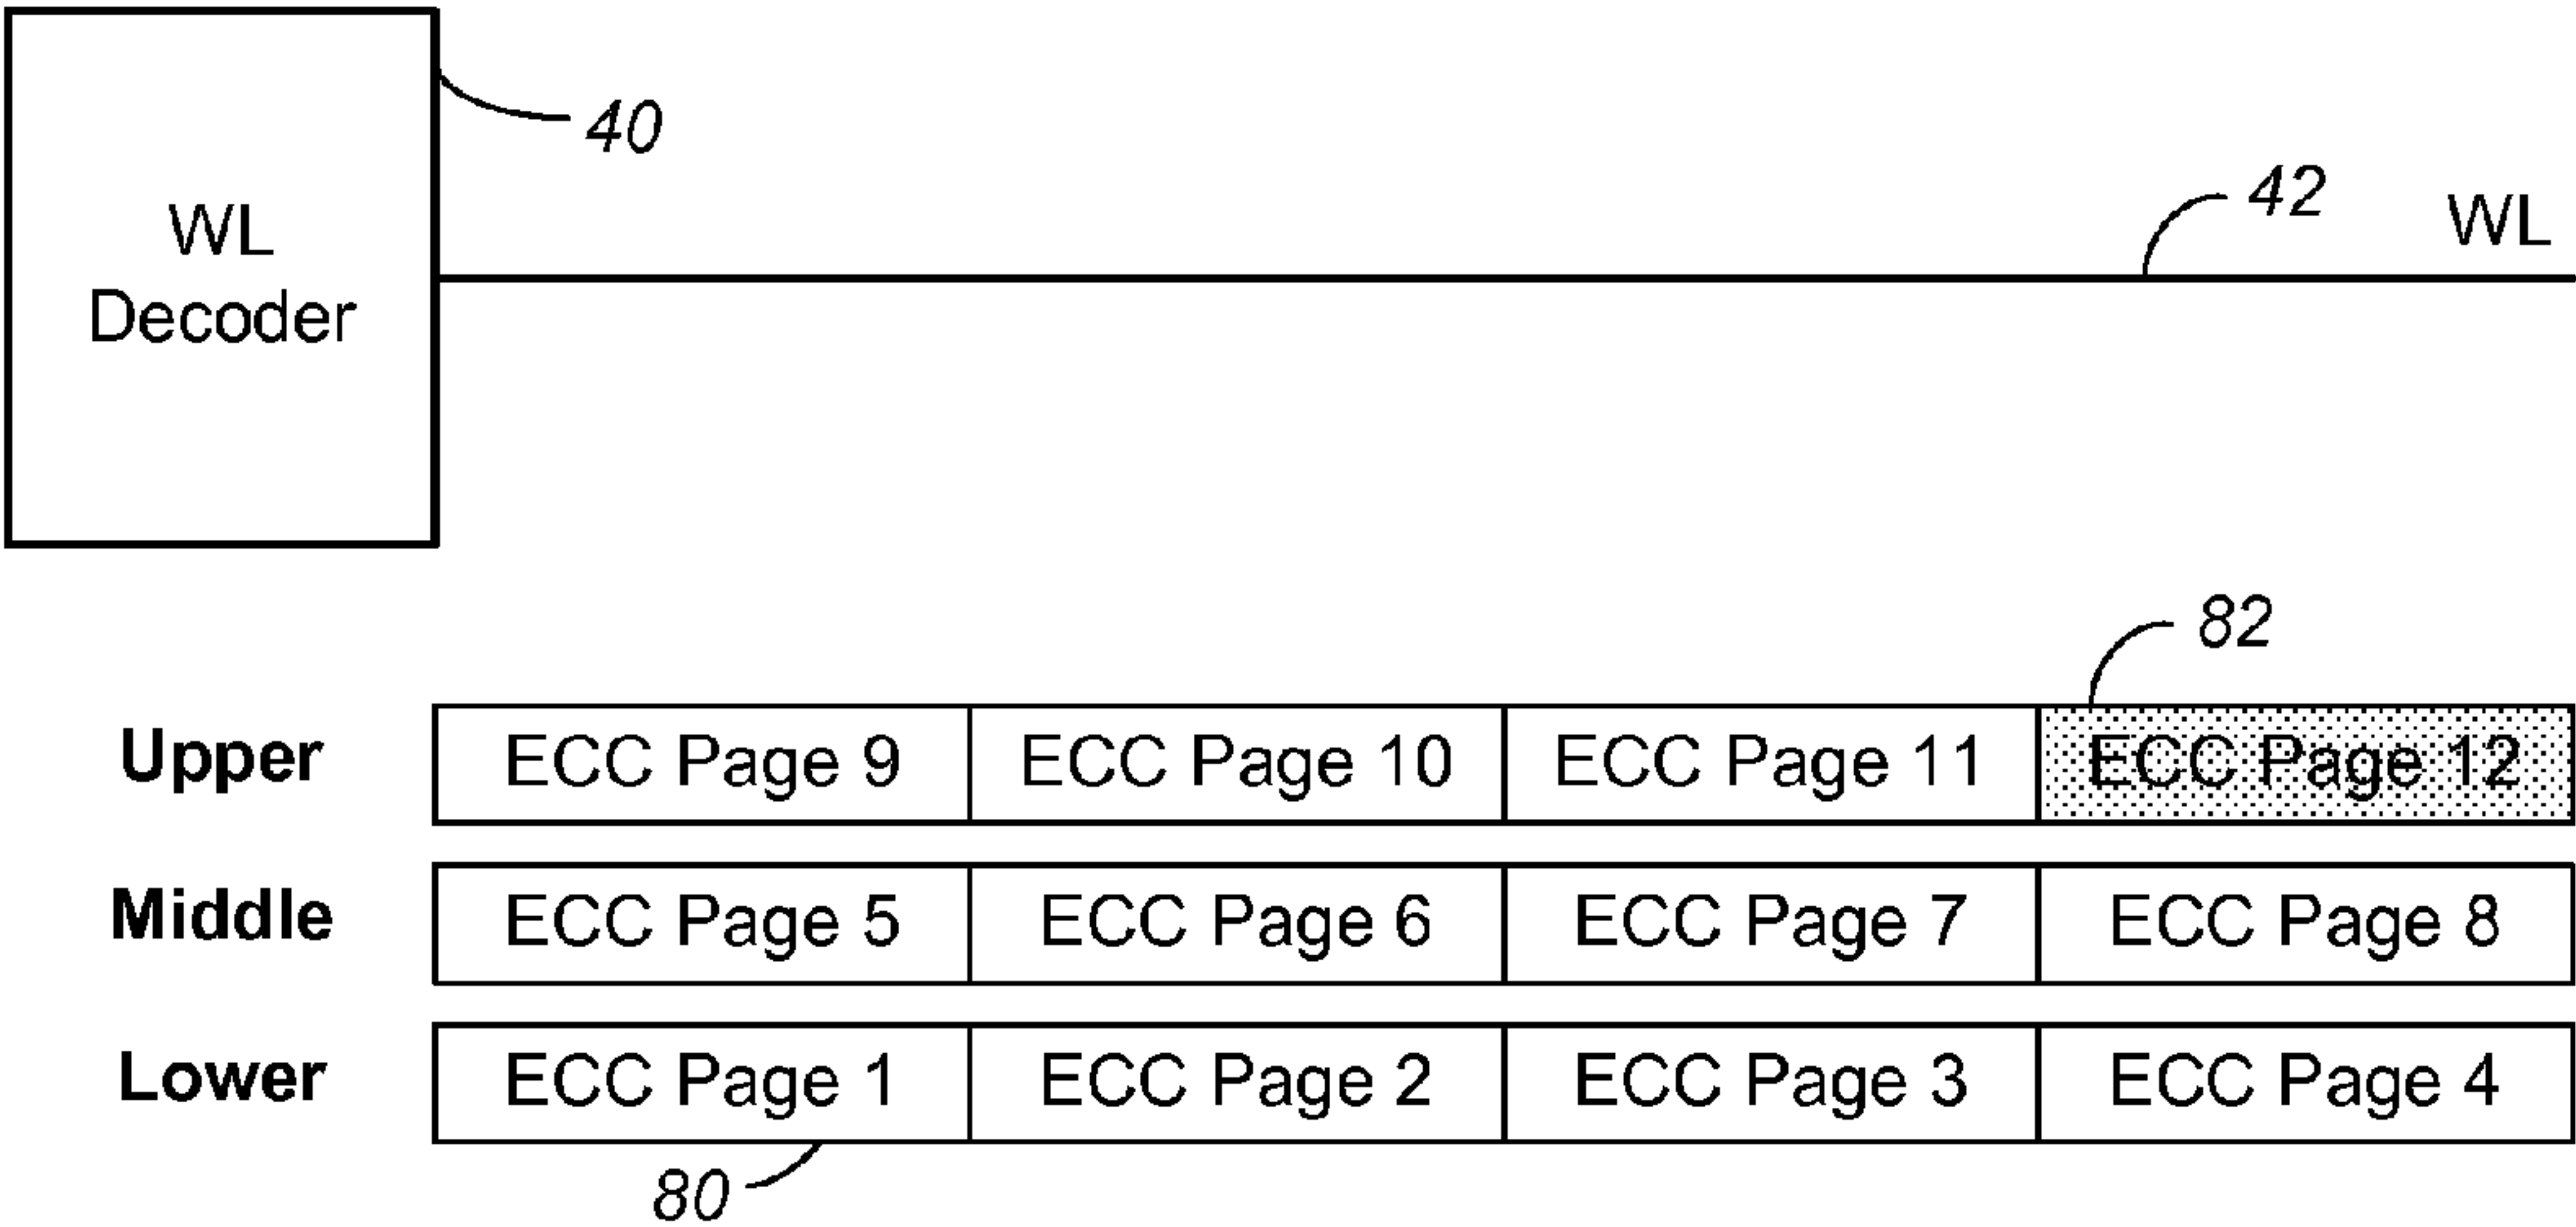 40
WL
Decoder
42
WL
82
Upper ECC Page 9 ECC Page 10 ECC Page 11 ECC Page 12
Middle ECC Page 5 ECC Page 6 ECC Page 7 ECC Page 8
Lower ECC Page 1 ECC Page 2 ECC Page 3 ECC Page 4
80